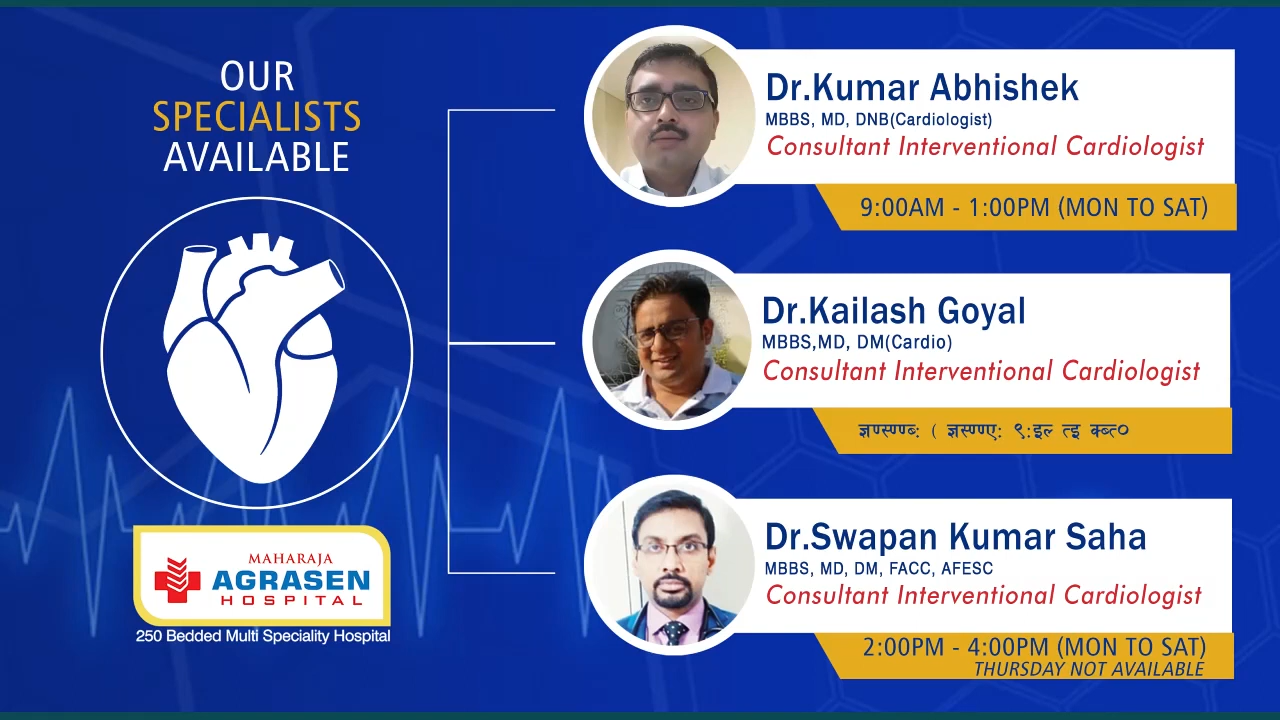 OUR
SPECIALISTS
AVAILABLE
MAHARAJA
AGRASEN
HOSPITAL
250 Bedded Multi Speciality Hospital
Dr.Kumar Abhishek
MBBS, MD, DNB(Cardiologist)
Consultant Interventional Cardiologist
9:00AM - 1:00PM (MON TO SAT)
Dr.Kailash Goyal
MBBS,MD, DM(Cardio)
Consultant Interventional Cardiologist
Dr.Swapan Kumar Saha
MBBS, MD, DM, FACC, AFESC
Consultant Interventional Cardiologist
2:00PM - 4:00PM (MON TO SAT)
THURSDAY NOT AVAILABLE